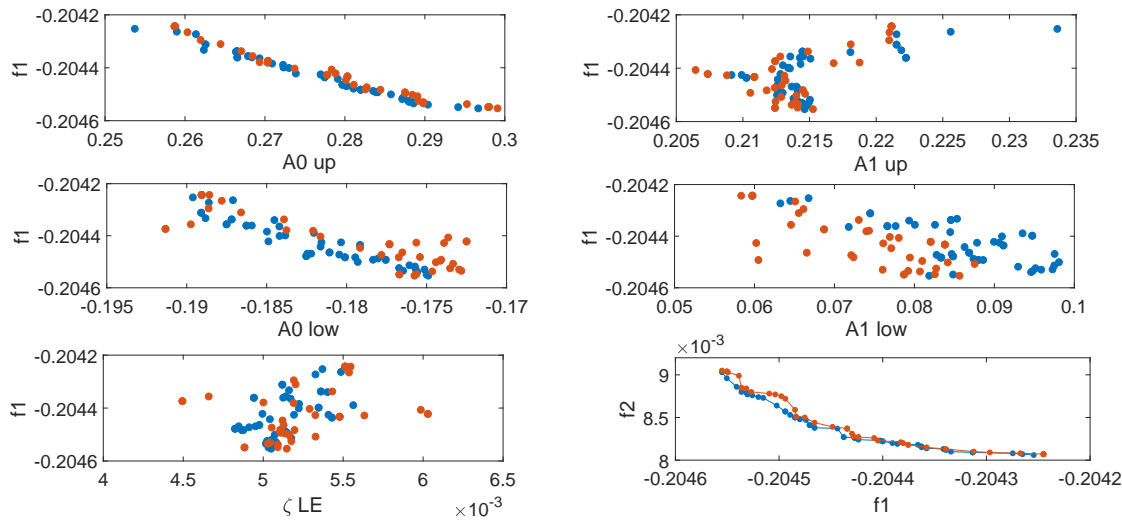 -0.2042
-0.2044
-0.2046
f1
0.25 0.26 0.27 0.28 0.29 0.3
A0 up
-0.2042
-0.2044
-0.2046
f1
0.205 0.21 0.215 0.22 0.225 0.23 0.235
A1 up
-0.2042
-0.2044
-0.2046
f1
-0.195 -0.19 -0.185 -0.18 -0.175 -0.17
A0 low
-0.2042
-0.2044
-0.2046
f1
0.05 0.06 0.07 0.08 0.09 0.1
A1 low
-0.2042
-0.2044
-0.2046
f1
4 4.5 5 5.5 6 6.5
ζ LE
×10⁻³
×10⁻³
9
8.5
8
f2
-0.2046 -0.2045 -0.2044 -0.2043 -0.2042
f1